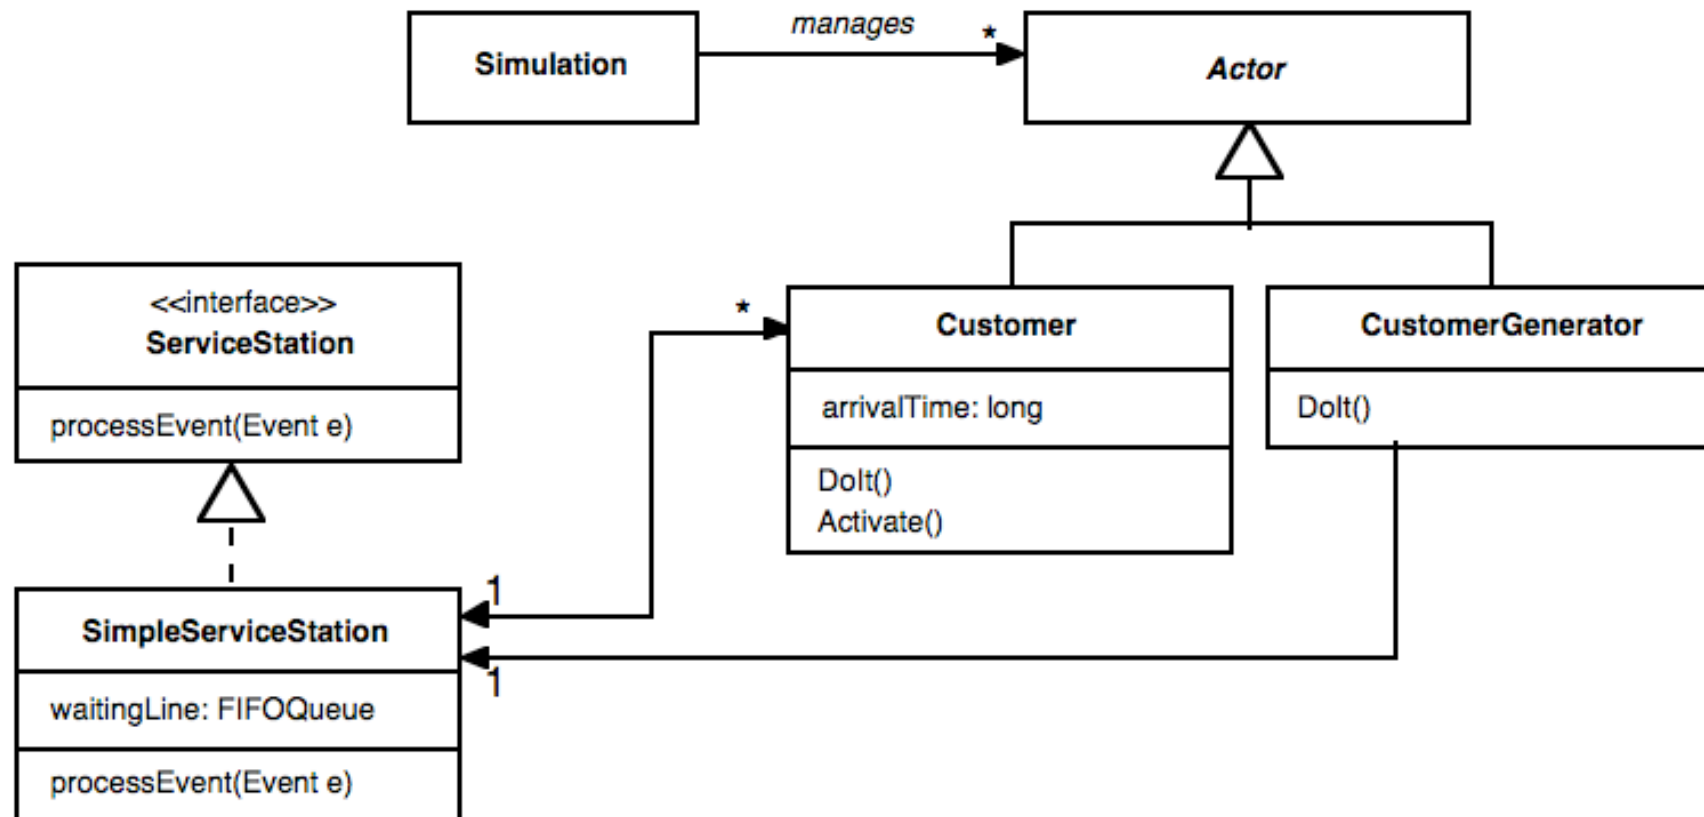 manages
*
Simulation
Actor
<<interface>>
ServiceStation
processEvent(Event e)
*
Customer
arrivalTime: long
DoIt()
Activate()
CustomerGenerator
DoIt()
1
1
SimpleServiceStation
waitingLine: FIFOQueue
processEvent(Event e)